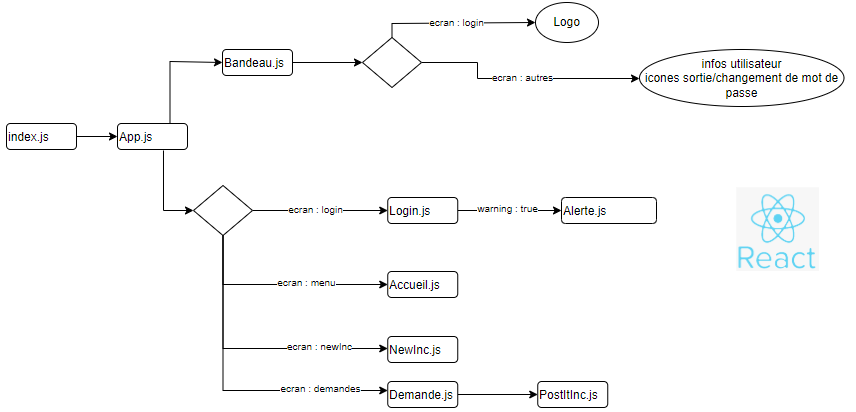 ecran : login
Logo
Bandeau.js
infos utilisateur
icones sortie/changement de mot de
passe
ecran : autres
index.js
App.js
ecran : login
Login.js
warning : true
Alerte.js
React
ecran : menu
Accueil.js
ecran : newInc
NewInc.js
ecran : demandes
Demande.js
PostItInc.js